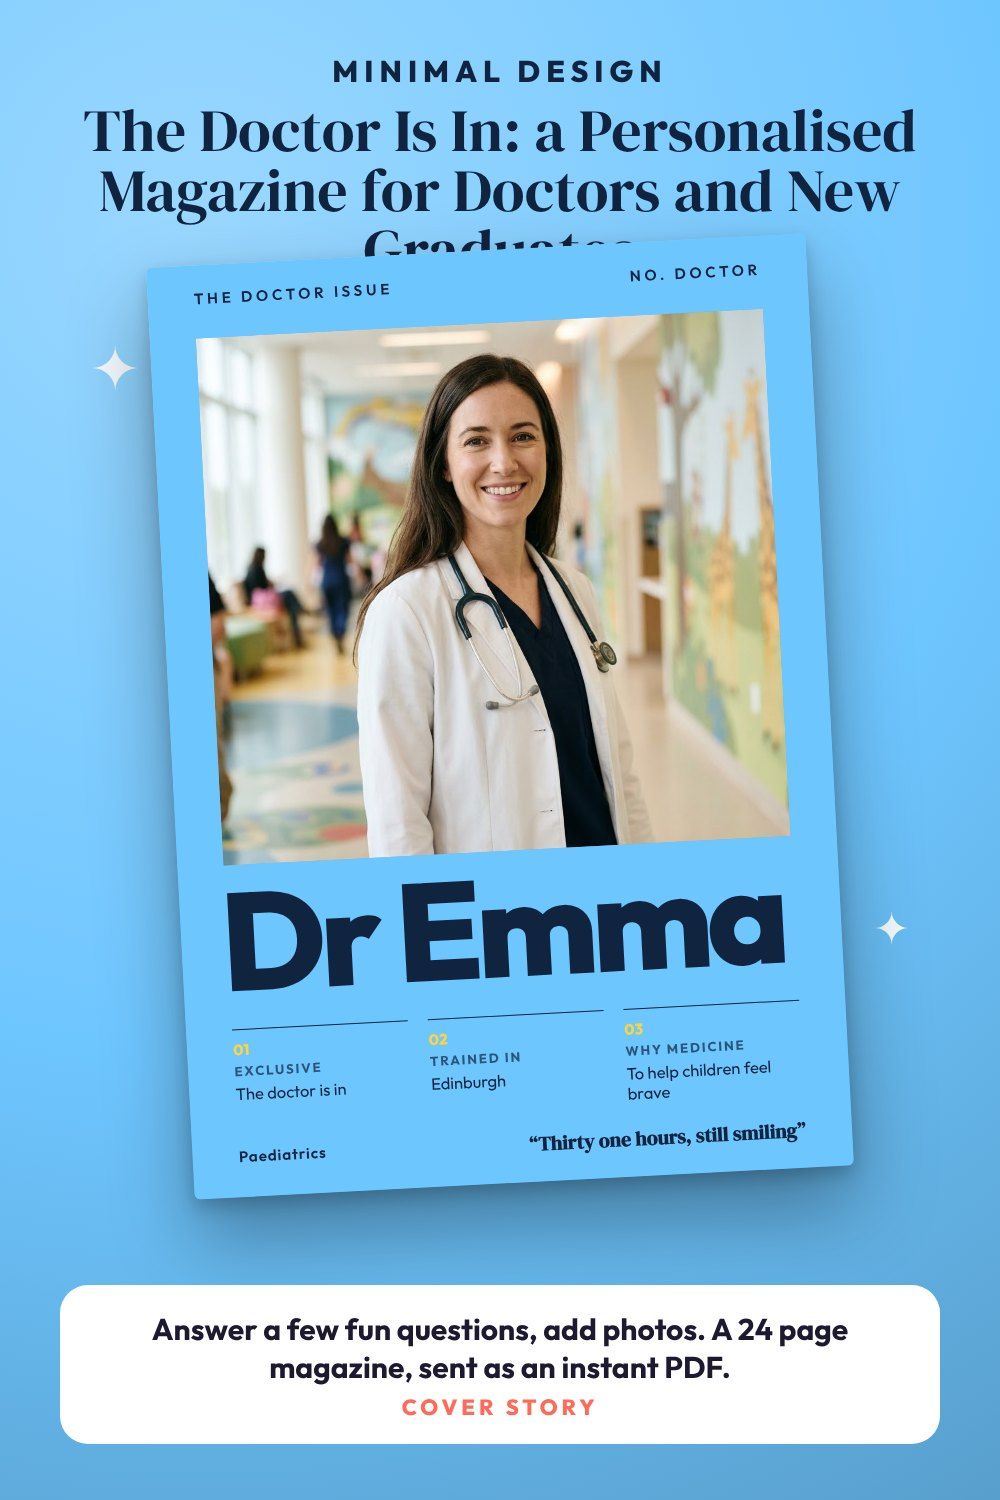 MINIMAL DESIGN
The Doctor Is In: a Personalised
Magazine for Doctors and New
THE DOCTOR ISSUE
NO. DOCTOR
Dr Emma
01
EXCLUSIVE
The doctor is in
02
TRAINED IN
Edinburgh
03
WHY MEDICINE
To help children feel
brave
Paediatrics
“Thirty one hours, still smiling”
Answer a few fun questions, add photos. A 24 page
magazine, sent as an instant PDF.
COVER STORY